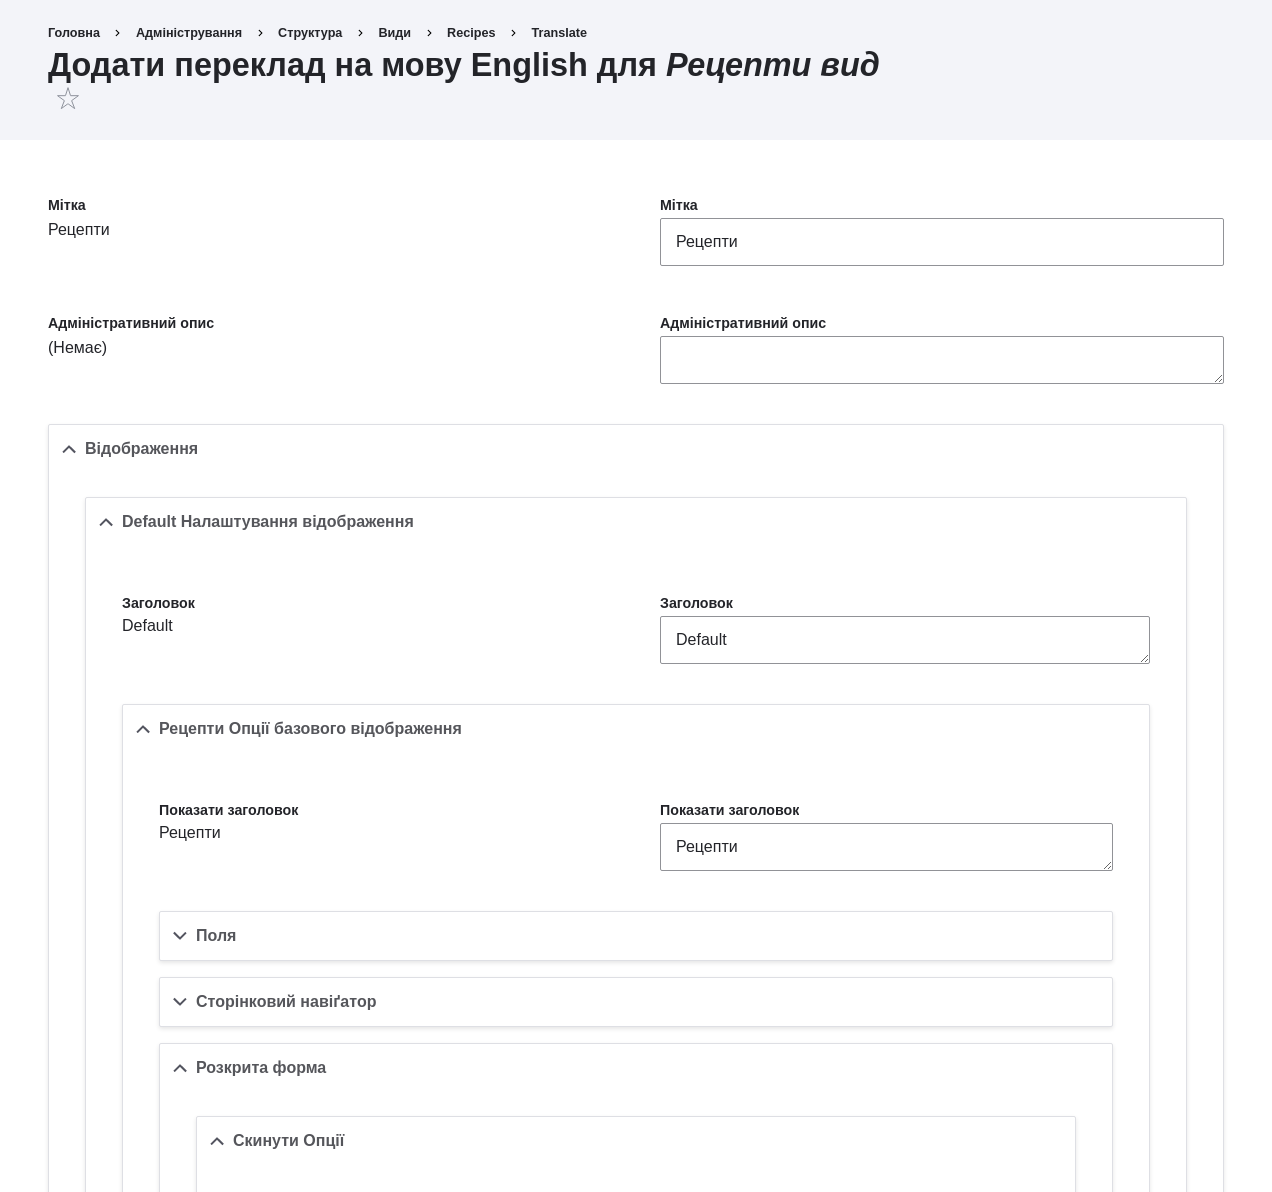 Головна › Адміністрування › Структура › Види › Recipes › Translate
Додати переклад на мову English для Рецепти вид
Мітка
Рецепти
Мітка
Рецепти
Адміністративний опис
(Немає)
Адміністративний опис
Відображення
Default Налаштування відображення
Заголовок
Default
Заголовок
Default
Рецепти Опції базового відображення
Показати заголовок
Рецепти
Показати заголовок
Рецепти
Поля
Сторінковий навіґатор
Розкрита форма
Скинути Опції